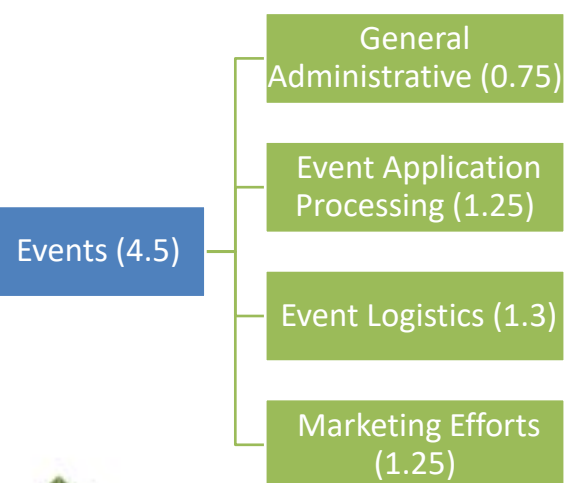 General
Administrative (0.75)
Event Application
Processing (1.25)
Events (4.5)
Event Logistics (1.3)
Marketing Efforts
(1.25)